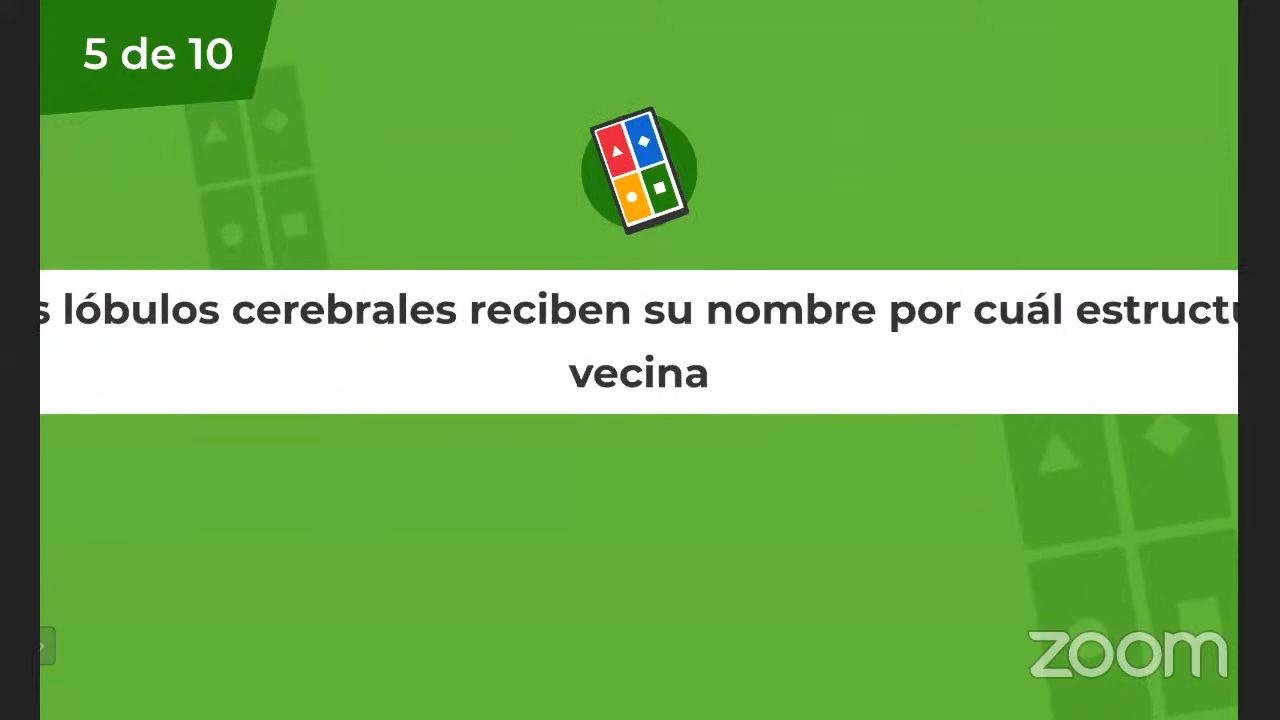 5 de 10
lóbulos cerebrales reciben su nombre por cuál
vecina
zoom